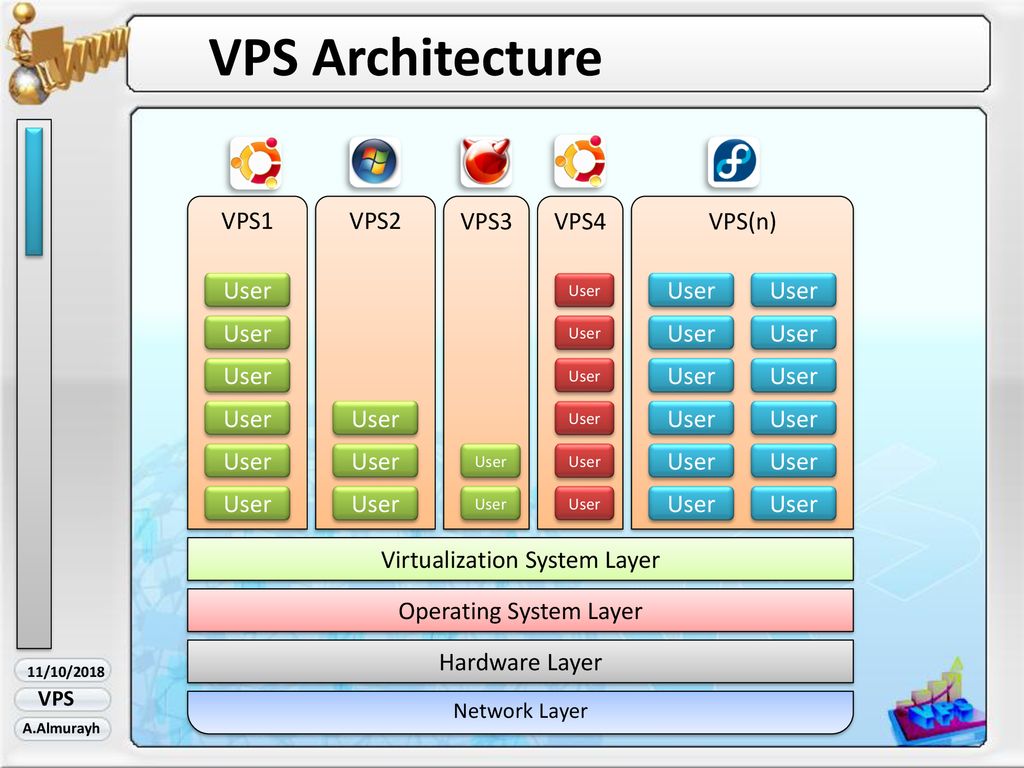 VPS Architecture
VPS1 VPS2 VPS3 VPS4 VPS(n)
User User User User
User User User User
User User User User
User User User User User
User User User User User User
User User User User User User
Virtualization System Layer
Operating System Layer
Hardware Layer
Network Layer
11/10/2018
VPS
A.Almurayh
VPS